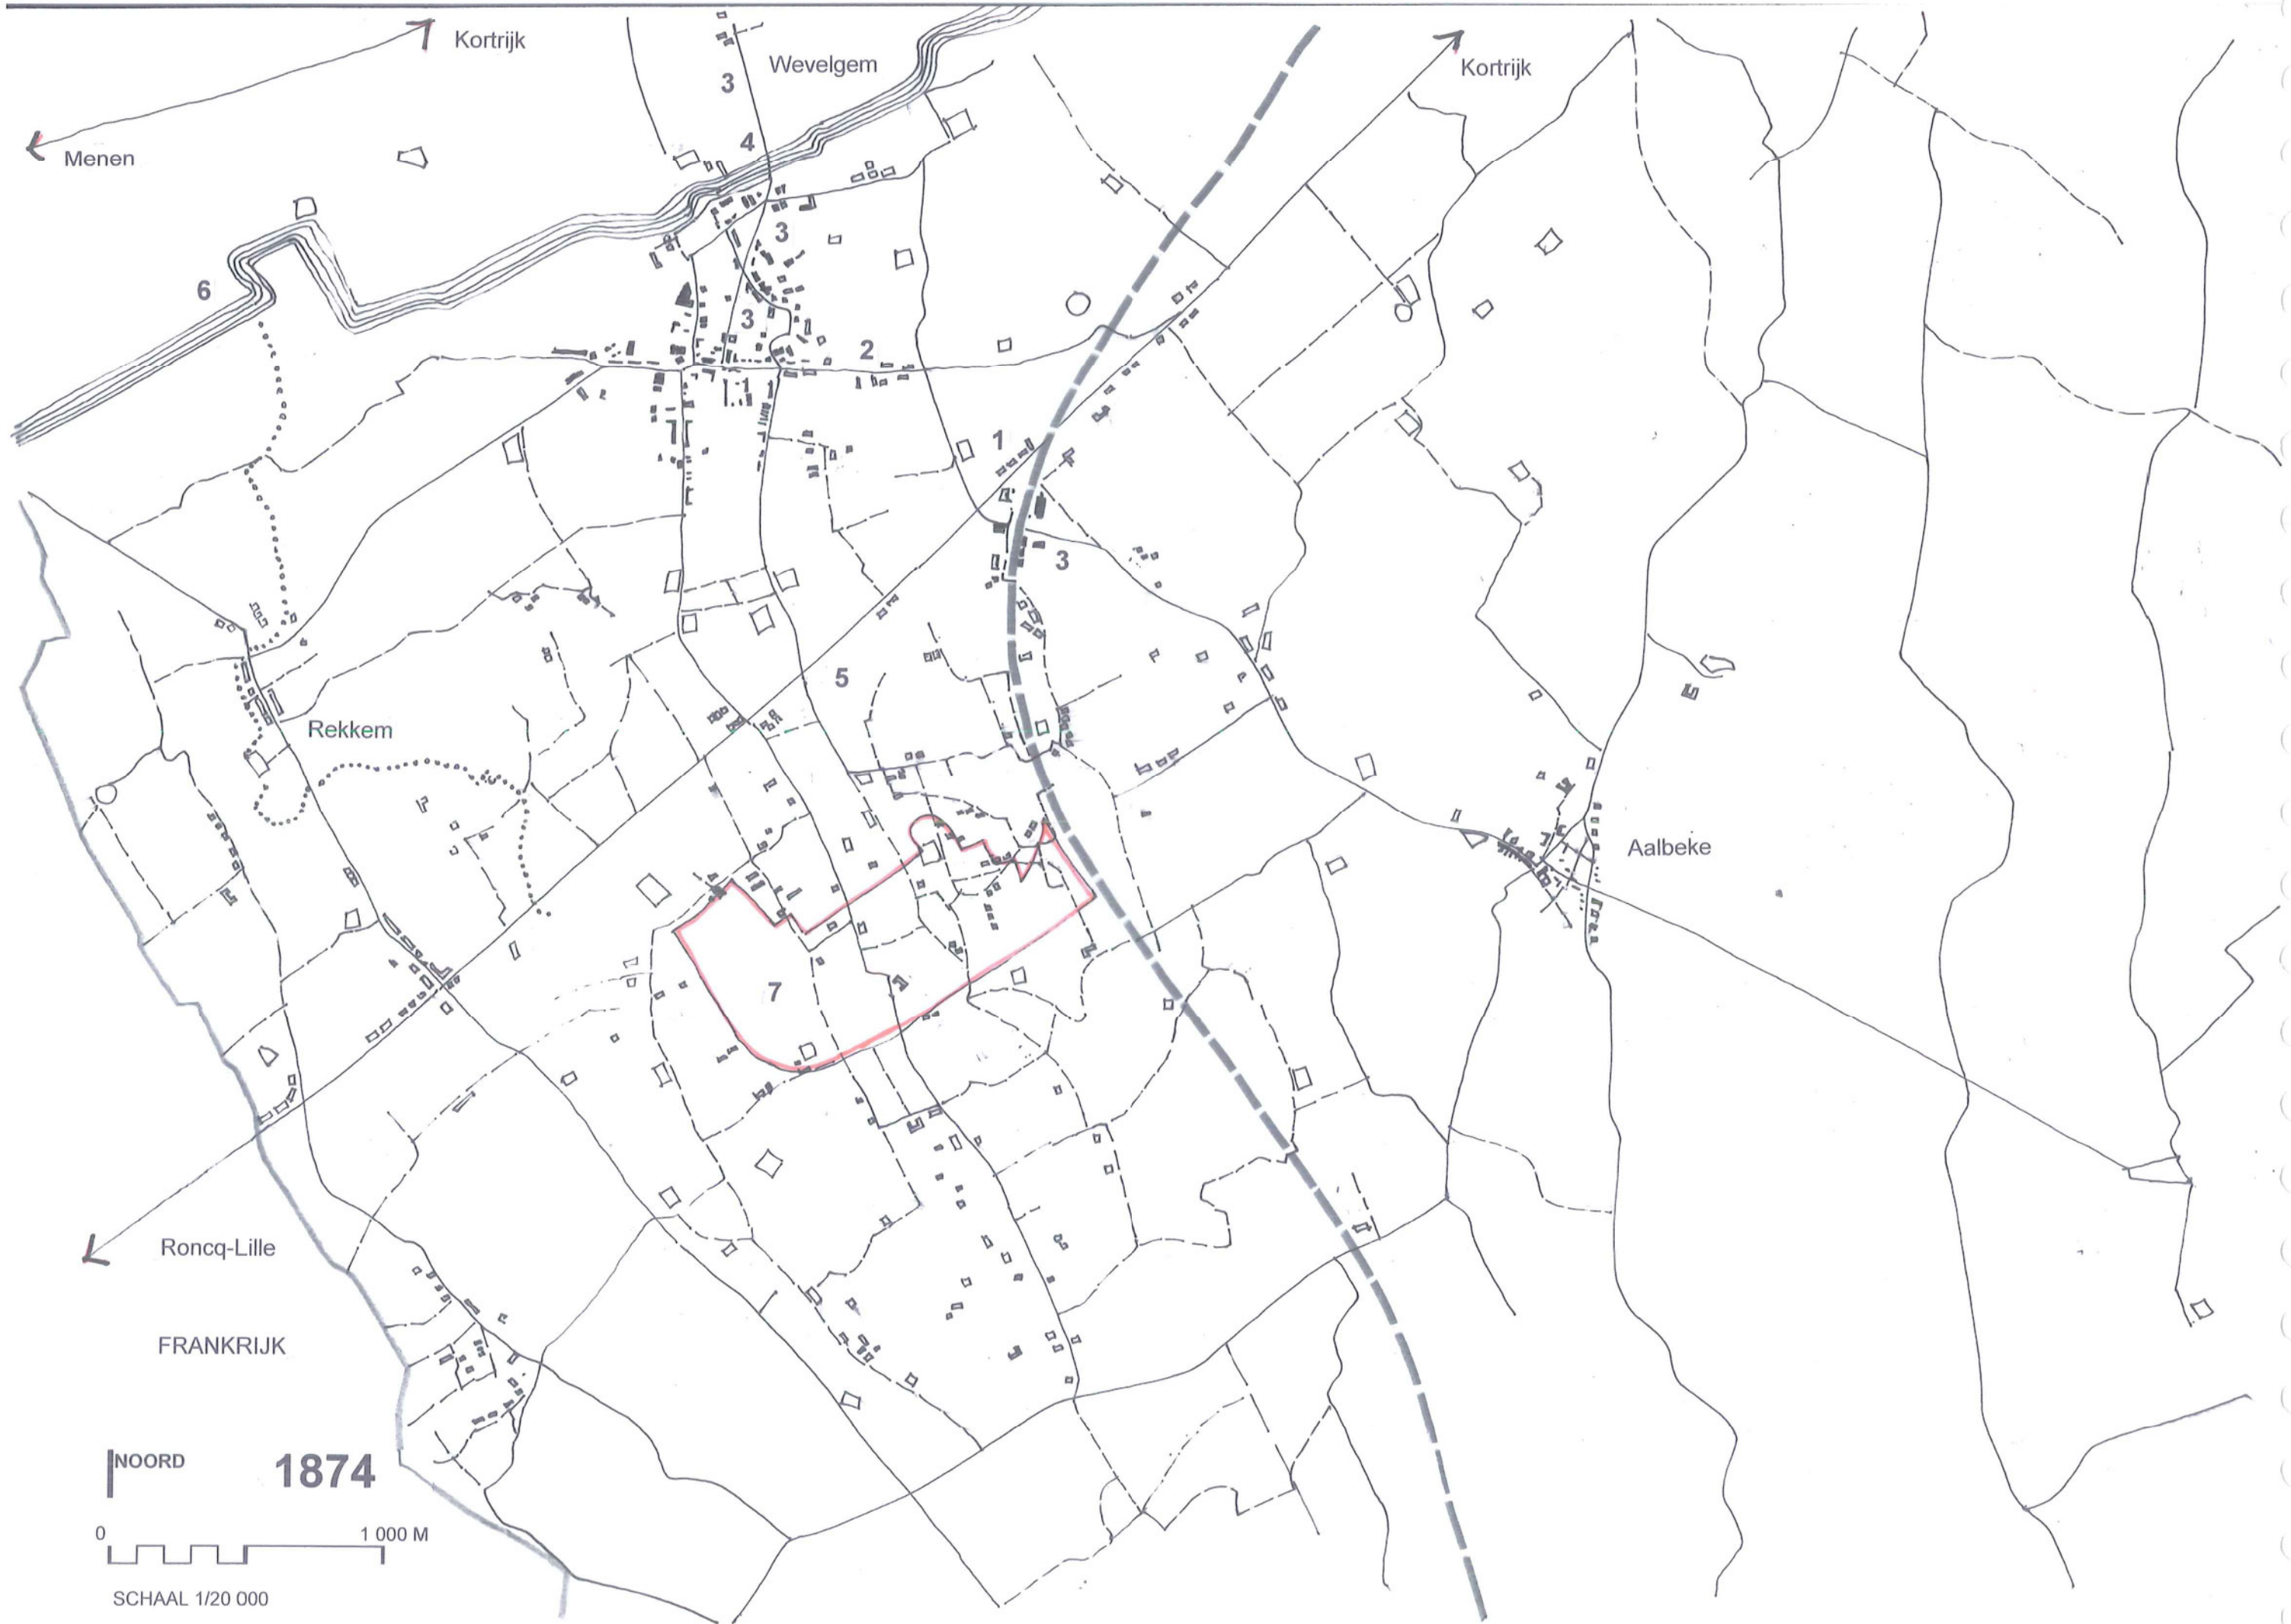 Kortrijk
Wevelgem
Kortrijk
3
4
Menen
3
6
3
2
1
1
3
5
Rekkem
Aalbeke
7
Roncq-Lille
FRANKRIJK
NOORD
1874
0 1 000 M
SCHAAL 1/20 000